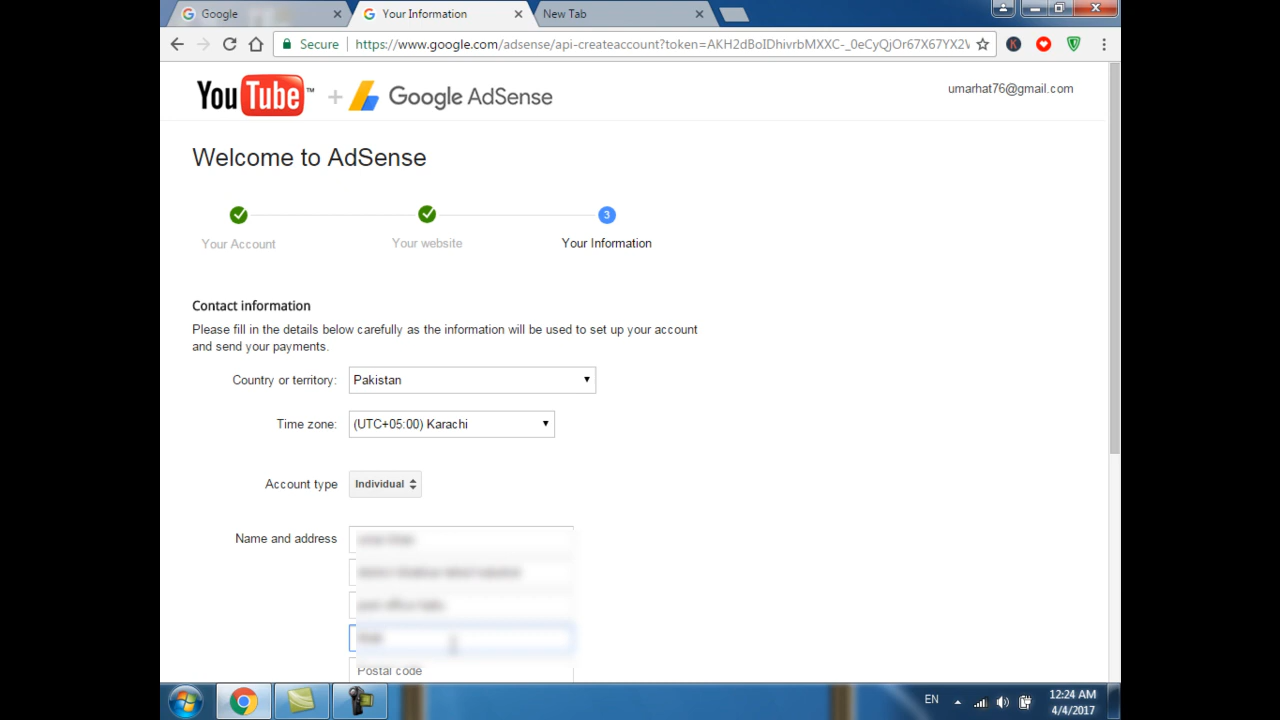 Google
Your Information
New Tab
Secure https://www.google.com/adsense/api-createaccount?token=AKH2dBoIDhivrbMXXC-_0eCyQjOr67X67YX2V
YouTube™ + Google AdSense
umarhat76@gmail.com
Welcome to AdSense
3
Your Account
Your website
Your Information
Contact information
Please fill in the details below carefully as the information will be used to set up your account
and send your payments.
Country or territory: Pakistan
Time zone: (UTC+05:00) Karachi
Account type Individual
Name and address
Postal code
EN
12:24 AM
4/4/2017